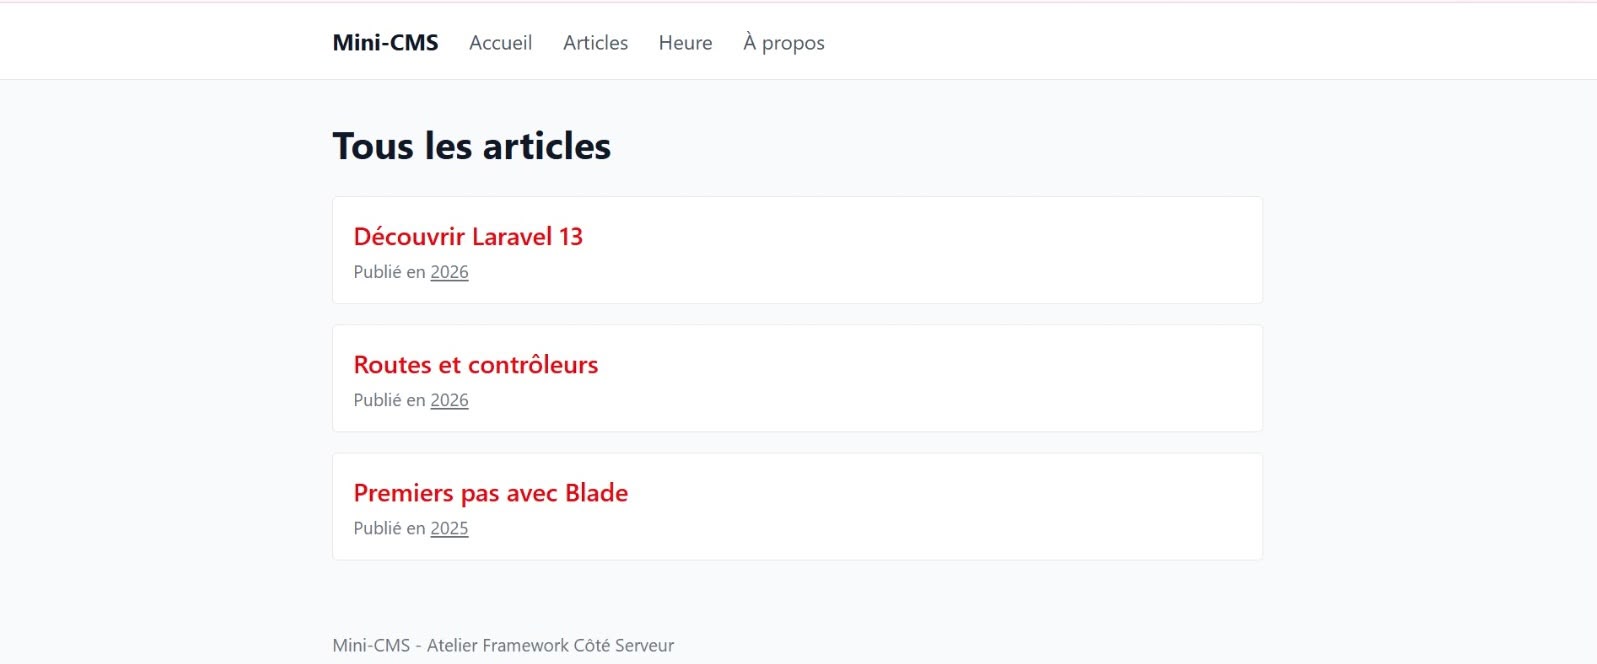 Mini-CMS Accueil Articles Heure À propos
Tous les articles
Découvrir Laravel 13
Publié en 2026
Routes et contrôleurs
Publié en 2026
Premiers pas avec Blade
Publié en 2025
Mini-CMS - Atelier Framework Côté Serveur